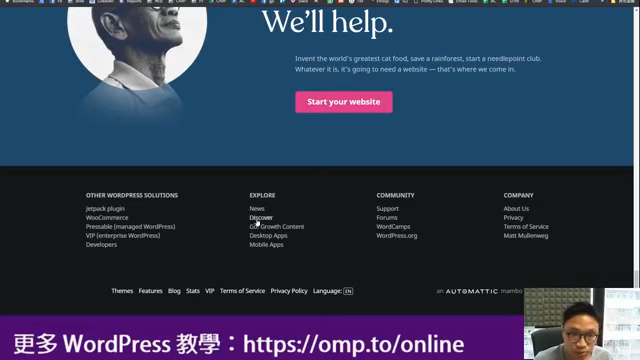 We'll help.
Invent the world's greatest cat food, save a rainforest, start a needlepoint club.
Whatever it is, it's going to need a website — that's where we come in.
Start your website
OTHER WORDPRESS SOLUTIONS
Jetpack plugin
WooCommerce
Pressable (managed WordPress)
VIP (enterprise WordPress)
Developers
EXPLORE
News
Discover
Growth Content
Desktop Apps
Mobile Apps
COMMUNITY
Support
Forums
WordCamps
WordPress.org
COMPANY
About Us
Privacy
Terms of Service
Matt Mullenweg
Themes Features Blog Stats VIP Terms of Service Privacy Policy Language: EN
an AUTOMATTIC mambo
更多 WordPress 教學：https://omp.to/online